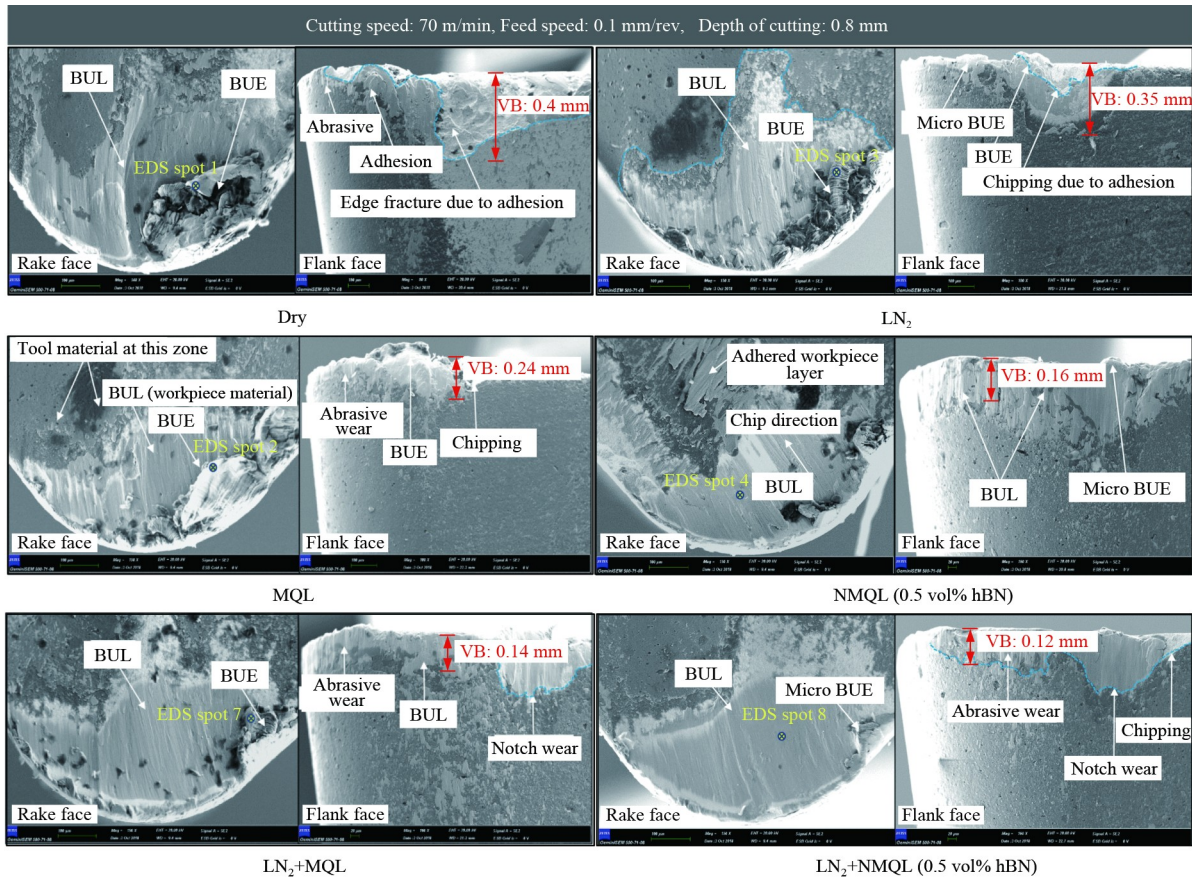 Cutting speed: 70 m/min, Feed speed: 0.1 mm/rev, Depth of cutting: 0.8 mm
BUL
BUE
EDS spot 1
Rake face
Abrasive
Adhesion
VB: 0.4 mm
Edge fracture due to adhesion
Flank face
Dry
BUL
BUE
EDS spot 3
Rake face
Micro BUE
BUE
VB: 0.35 mm
Chipping due to adhesion
Flank face
LN₂
Tool material at this zone
BUL (workpiece material)
BUE
EDS spot 2
Rake face
VB: 0.24 mm
Abrasive
wear
BUE
Chipping
Flank face
MQL
Adhered workpiece
layer
Chip direction
EDS spot 4
BUL
Rake face
VB: 0.16 mm
BUL
Micro BUE
Flank face
NMQL (0.5 vol% hBN)
BUL
BUE
EDS spot 7
Rake face
VB: 0.14 mm
Abrasive
wear
BUL
Notch wear
Flank face
LN₂+MQL
BUL
Micro BUE
EDS spot 8
Rake face
VB: 0.12 mm
Abrasive wear
Chipping
Notch wear
Flank face
LN₂+NMQL (0.5 vol% hBN)